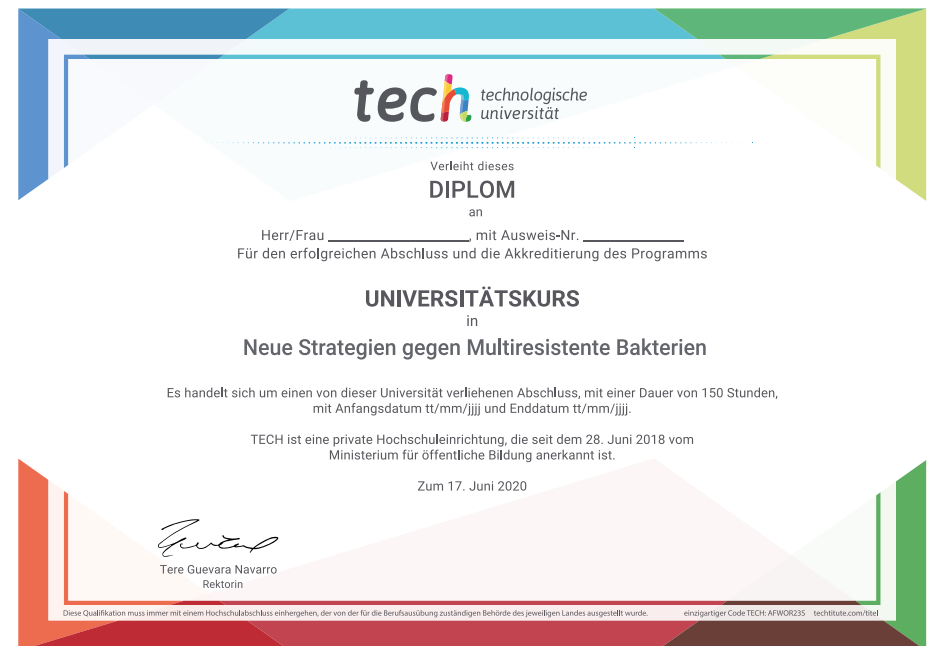 tech technologische
universität
Verleiht dieses
DIPLOM
an
Herr/Frau ____________________, mit Ausweis-Nr. ______________
Für den erfolgreichen Abschluss und die Akkreditierung des Programms
UNIVERSITÄTSKURS
in
Neue Strategien gegen Multiresistente Bakterien
Es handelt sich um einen von dieser Universität verliehenen Abschluss, mit einer Dauer von 150 Stunden,
mit Anfangsdatum tt/mm/jjjj und Enddatum tt/mm/jjjj.
TECH ist eine private Hochschuleinrichtung, die seit dem 28. Juni 2018 vom
Ministerium für öffentliche Bildung anerkannt ist.
Zum 17. Juni 2020
Tere Guevara Navarro
Rektorin
Diese Qualifikation muss immer mit einem Hochschulabschluss einhergehen, der von der für die Berufsausübung zuständigen Behörde des jeweiligen Landes ausgestellt wurde. einzigartiger Code TECH: AFWOR23S techtitute.com/titel